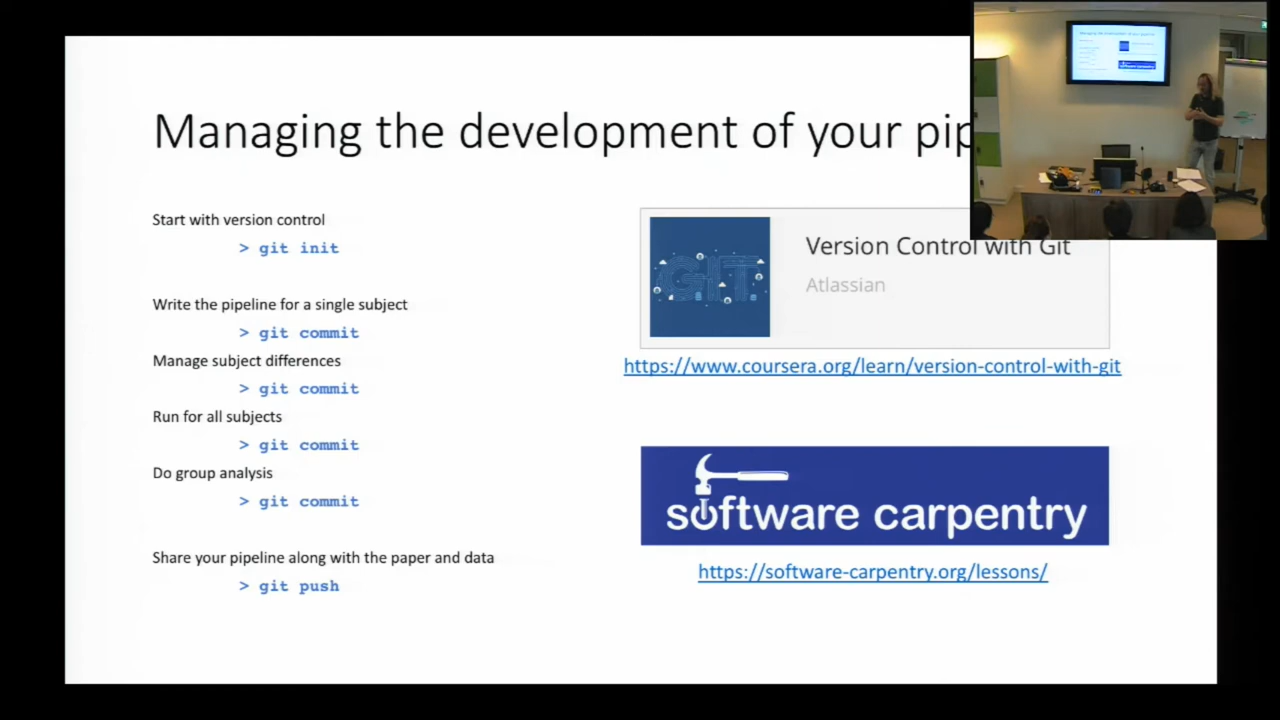 Managing the development of your pip
Start with version control
> git init
Write the pipeline for a single subject
> git commit
Manage subject differences
> git commit
Run for all subjects
> git commit
Do group analysis
> git commit
Share your pipeline along with the paper and data
> git push
GIT
Version Control with Git
Atlassian
https://www.coursera.org/learn/version-control-with-git
software carpentry
https://software-carpentry.org/lessons/